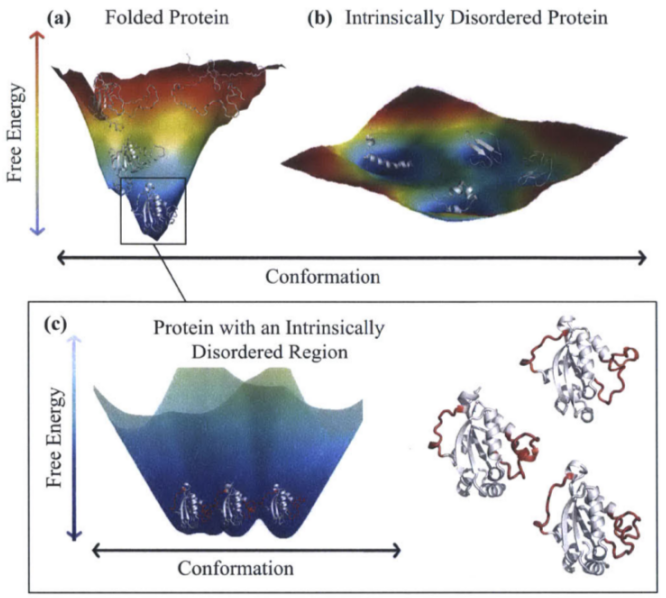 (a) Folded Protein
(b) Intrinsically Disordered Protein
Free Energy
Conformation
(c)
Protein with an Intrinsically
Disordered Region
Free Energy
Conformation